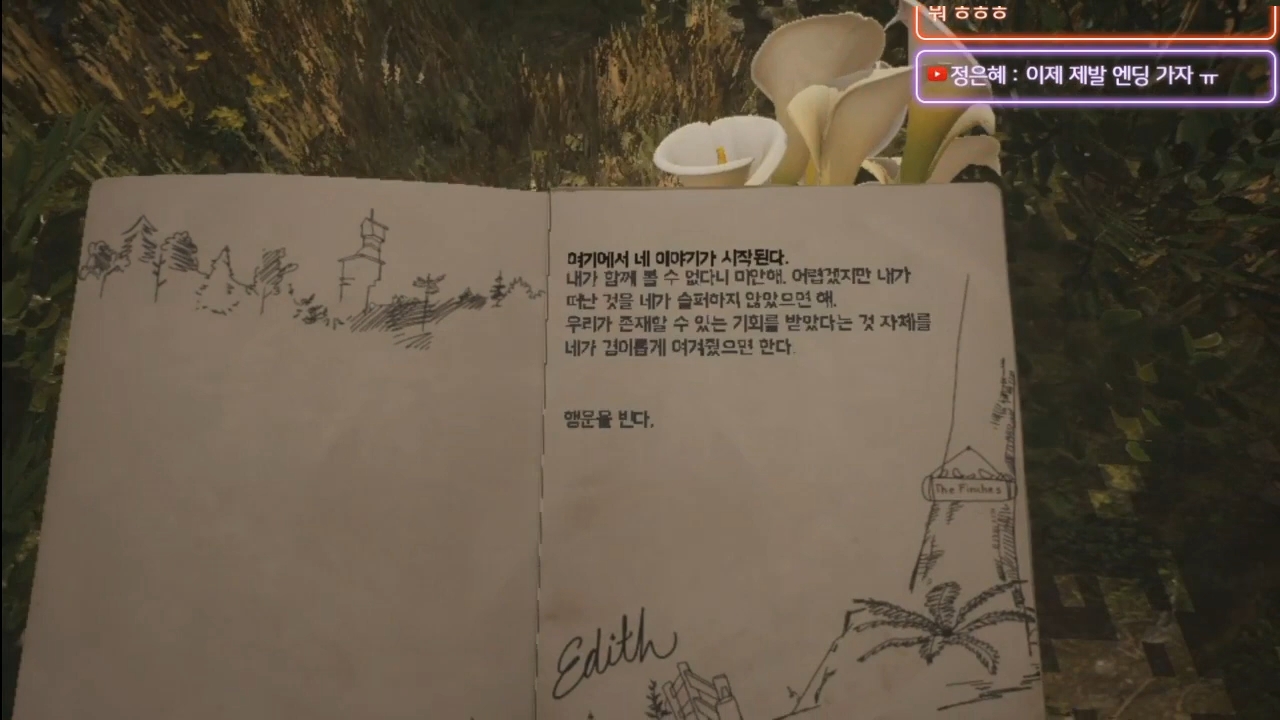 뭐 ㅎㅎㅎ
정은혜 : 이제 제발 엔딩 가자 ㅠ
여기에서 네 이야기가 시작된다.
내가 함께 볼 수 없다니 미안해. 어렵겠지만 내가
떠난 것을 네가 슬퍼하지 않았으면 해.
우리가 존재할 수 있는 기회를 받았다는 것 자체를
네가 경이롭게 여겨줬으면 한다.
행운을 빈다,
The Finches
Edith